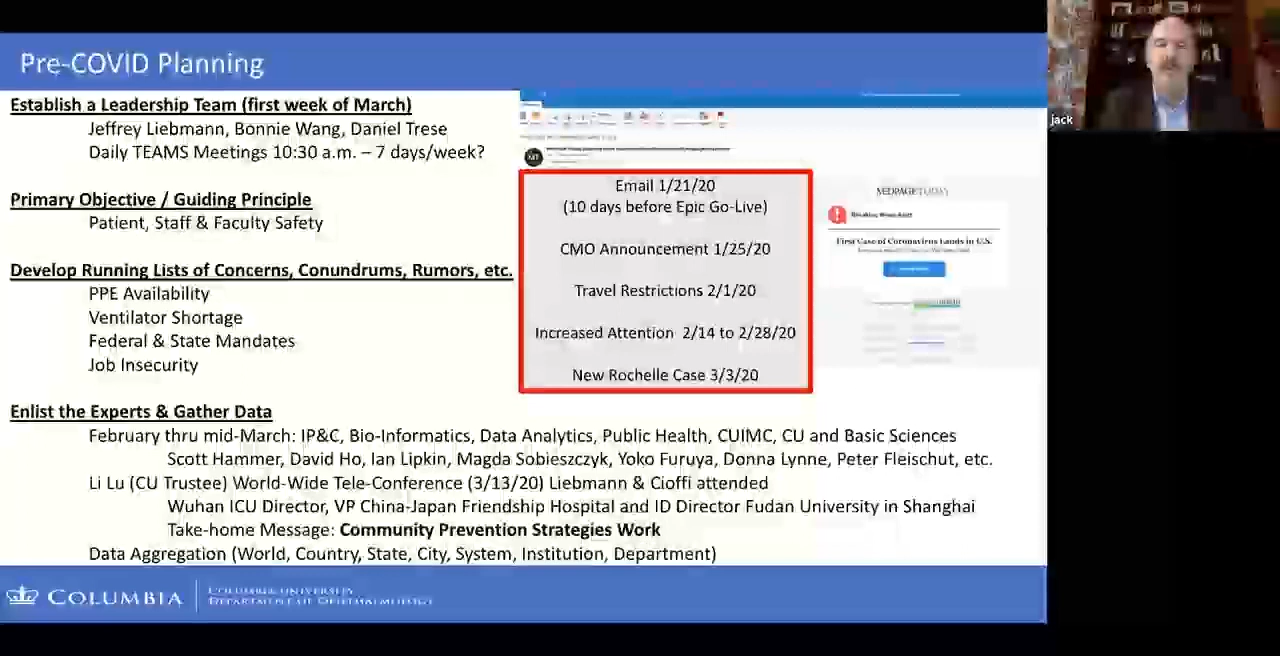 Pre-COVID Planning
Establish a Leadership Team (first week of March)
Jeffrey Liebmann, Bonnie Wang, Daniel Trese
Daily TEAMS Meetings 10:30 a.m. – 7 days/week?
Primary Objective / Guiding Principle
Patient, Staff & Faculty Safety
Develop Running Lists of Concerns, Conundrums, Rumors, etc.
PPE Availability
Ventilator Shortage
Federal & State Mandates
Job Insecurity
Enlist the Experts & Gather Data
February thru mid-March: IP&C, Bio-Informatics, Data Analytics, Public Health, CUIMC, CU and Basic Sciences
Scott Hammer, David Ho, Ian Lipkin, Magda Sobieszczyk, Yoko Furuya, Donna Lynne, Peter Fleischut, etc.
Li Lu (CU Trustee) World-Wide Tele-Conference (3/13/20) Liebmann & Cioffi attended
Wuhan ICU Director, VP China-Japan Friendship Hospital and ID Director Fudan University in Shanghai
Take-home Message: Community Prevention Strategies Work
Data Aggregation (World, Country, State, City, System, Institution, Department)
MT
Email 1/21/20
(10 days before Epic Go-Live)
CMO Announcement 1/25/20
Travel Restrictions 2/1/20
Increased Attention 2/14 to 2/28/20
New Rochelle Case 3/3/20
MEDPAGE TODAY
Breaking News Alert
First Case of Coronavirus Lands in U.S.
COLUMBIA
COLUMBIA UNIVERSITY
DEPARTMENT OF OPHTHALMOLOGY
jack